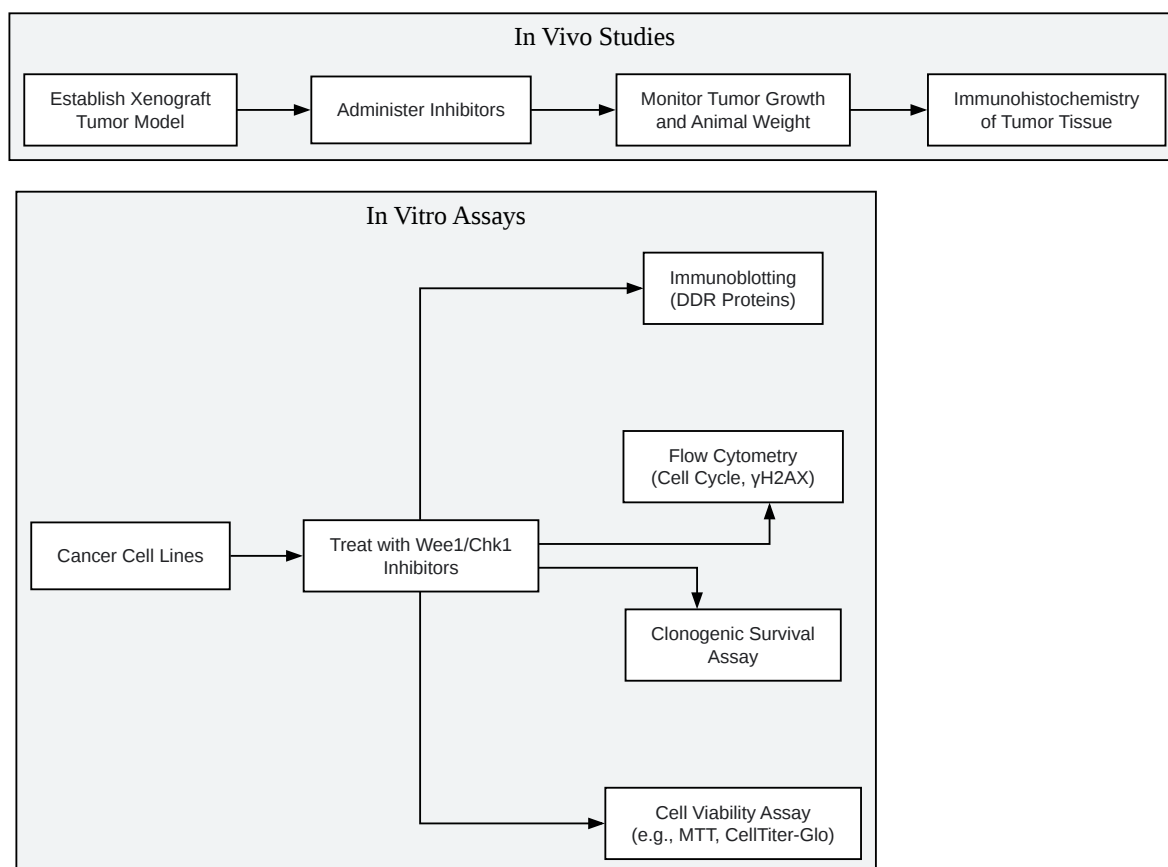 In Vivo Studies
Establish Xenograft
Tumor Model
Administer Inhibitors
Monitor Tumor Growth
and Animal Weight
Immunohistochemistry
of Tumor Tissue
In Vitro Assays
Immunoblotting
(DDR Proteins)
Flow Cytometry
(Cell Cycle, γH2AX)
Cancer Cell Lines
Treat with Wee1/Chk1
Inhibitors
Clonogenic Survival
Assay
Cell Viability Assay
(e.g., MTT, CellTiter-Glo)